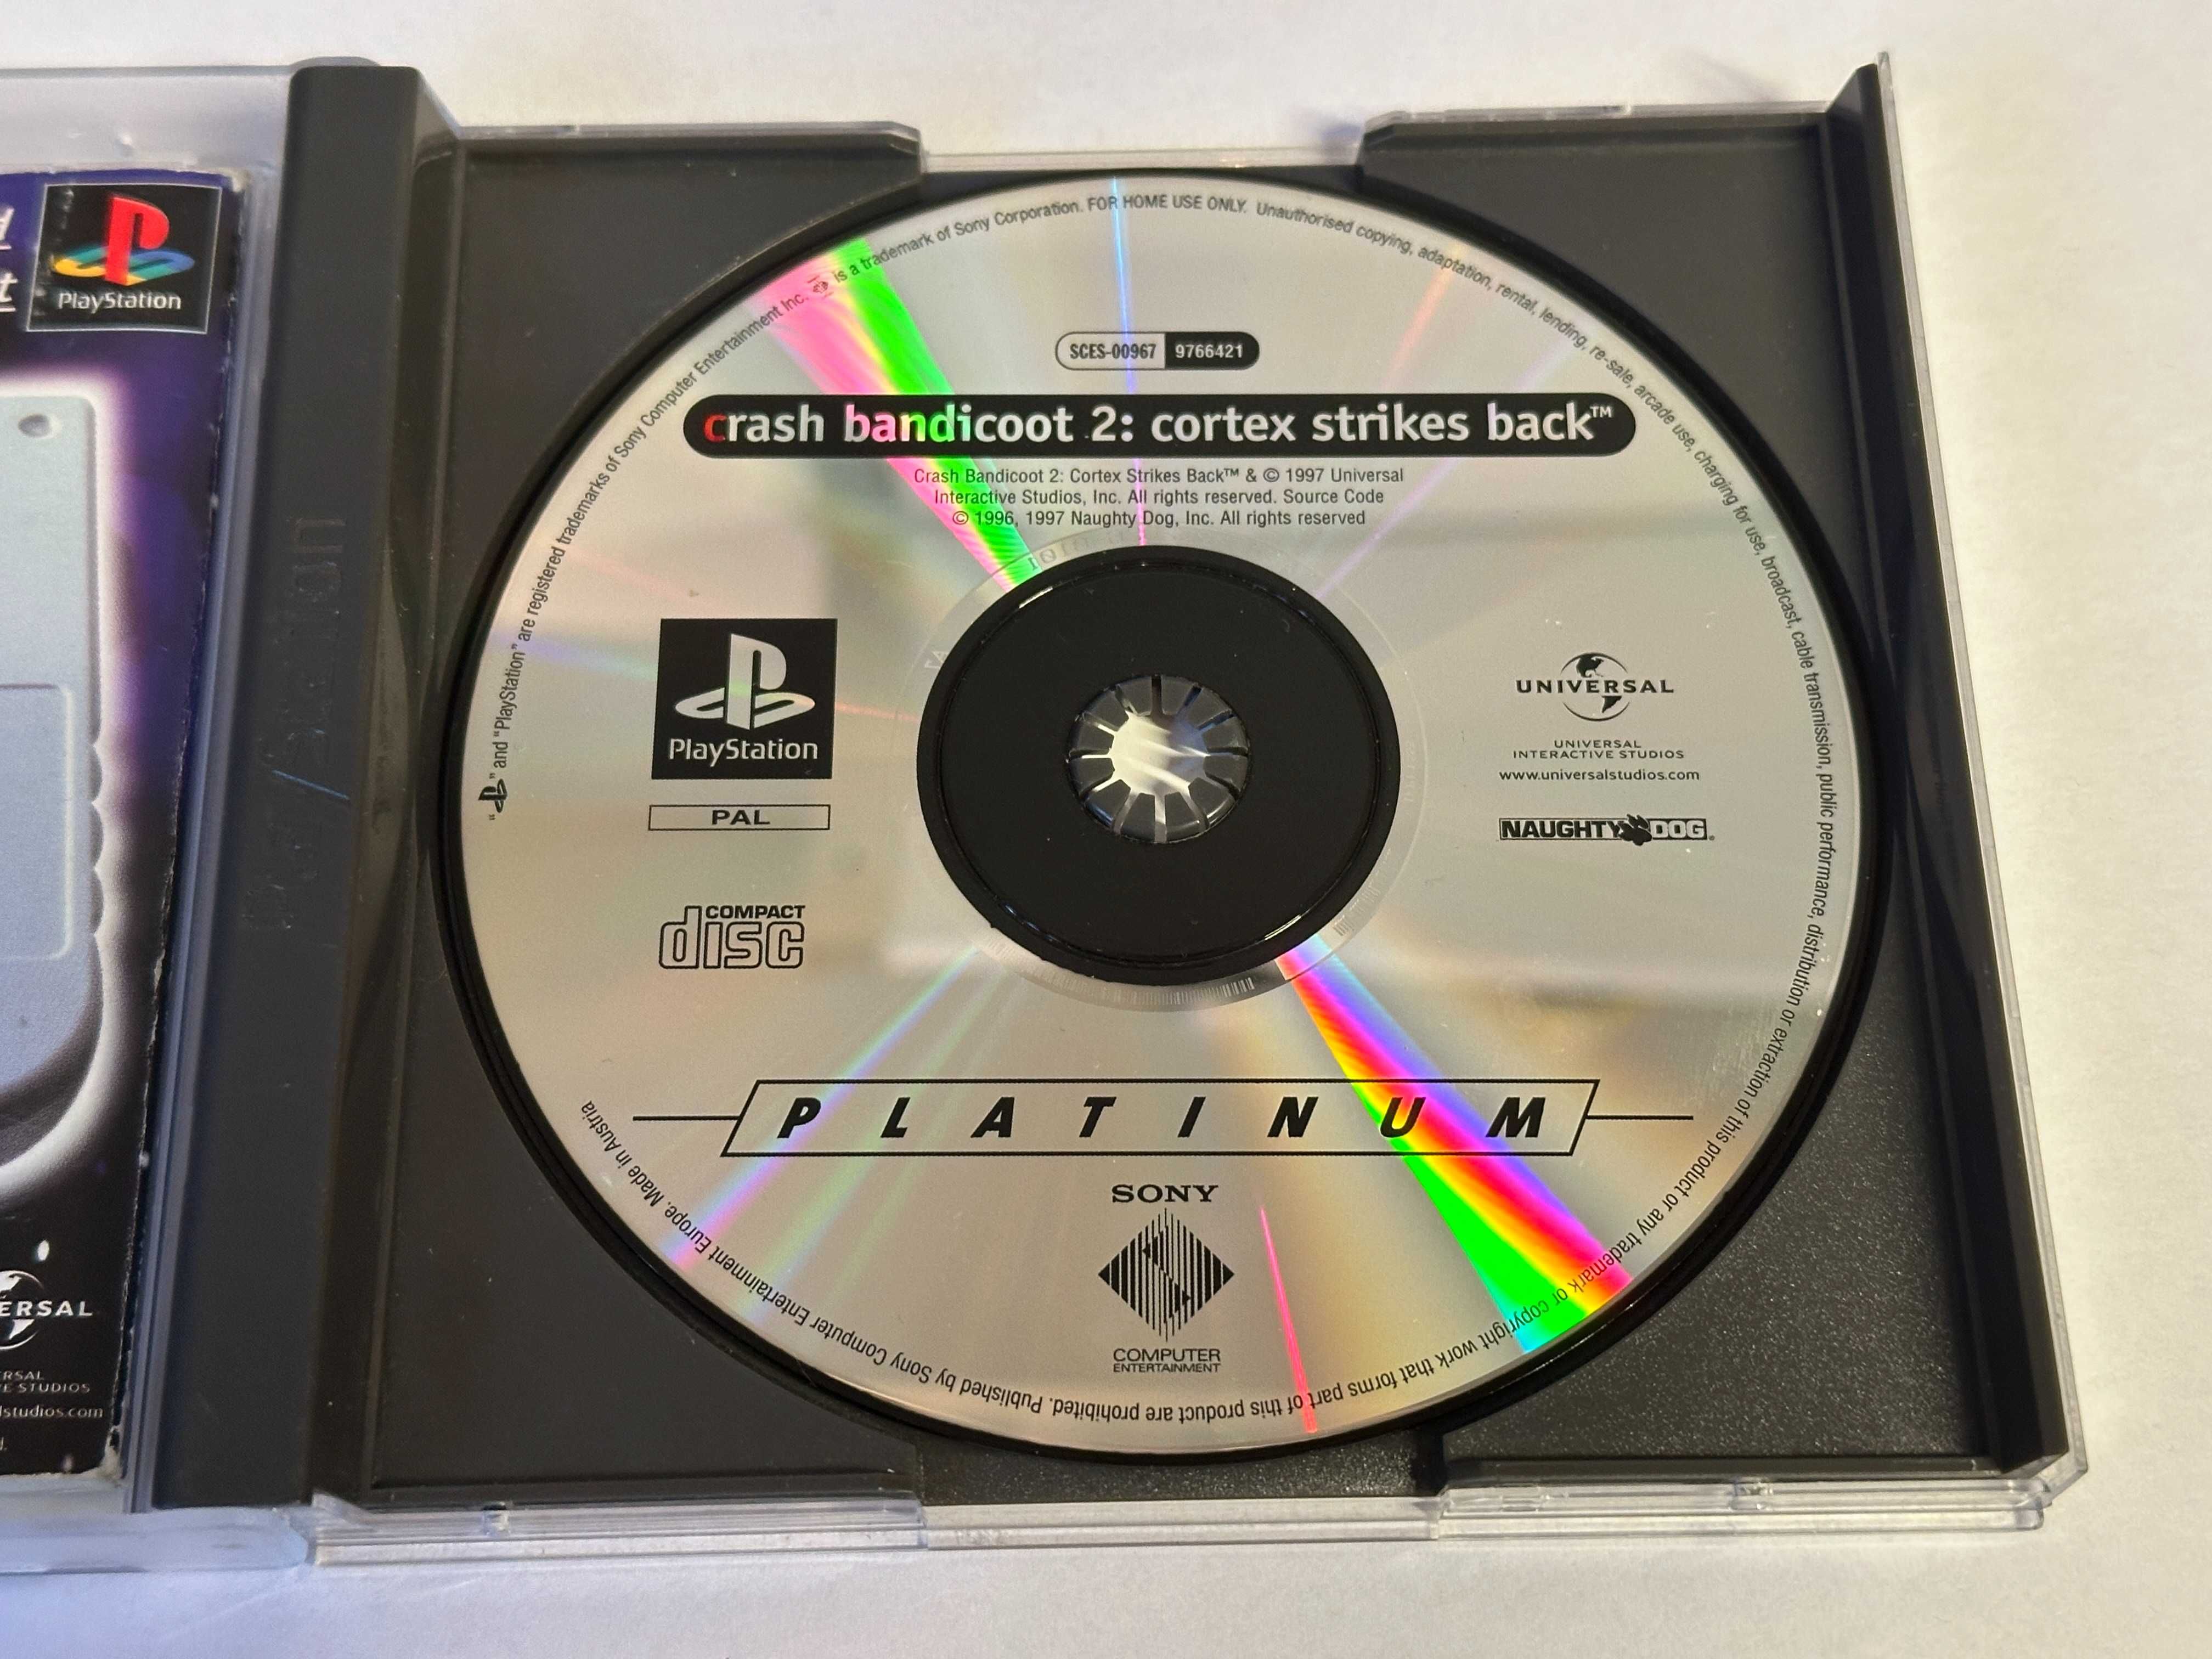 PlayStation
SCES-00967 9766421
crash bandicoot 2: cortex strikes back™
Crash Bandicoot 2: Cortex Strikes Back™ & © 1997 Universal
Interactive Studios, Inc. All rights reserved. Source Code
© 1996, 1997 Naughty Dog, Inc. All rights reserved
PlayStation
PAL
COMPACT
disc
UNIVERSAL
UNIVERSAL
INTERACTIVE STUDIOS
www.universalstudios.com
NAUGHTY DOG
PLATINUM
SONY
COMPUTER
ENTERTAINMENT
" " and "PlayStation" are registered trademarks of Sony Computer Entertainment Inc. is a trademark of Sony Corporation. FOR HOME USE ONLY. Unauthorised copying, adaptation, rental, lending, re-sale, arcade use, charging for use, broadcast, cable transmission, public performance, distribution or extraction of this product or any trademark or copyright work that forms part of this product are prohibited. Published by Sony Computer Entertainment Europe. Made in Austria
ERSAL
RSAL
E STUDIOS
lstudios.com